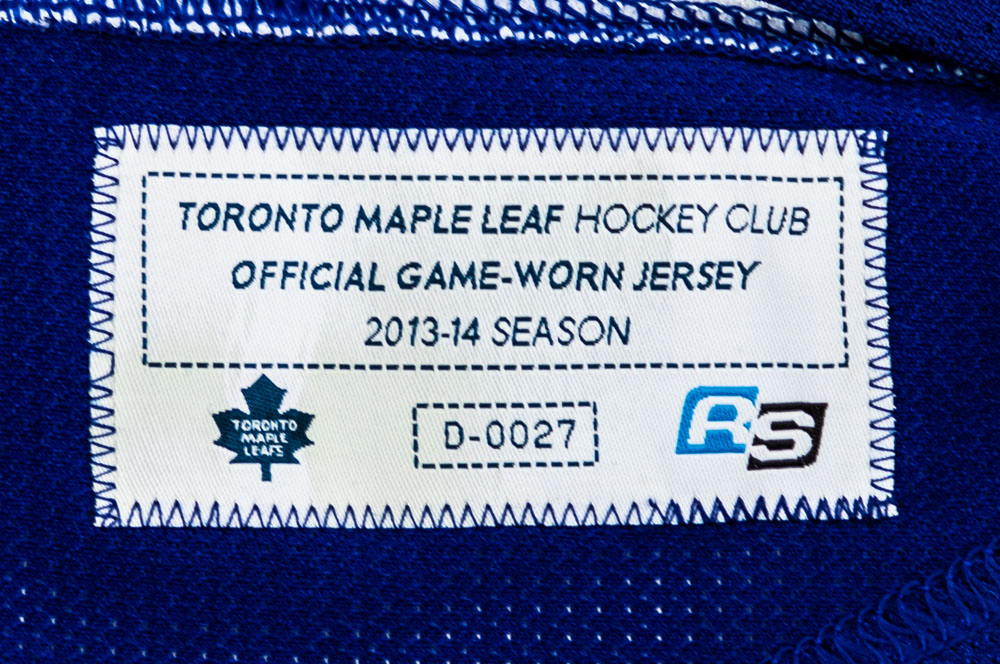 TORONTO MAPLE LEAF HOCKEY CLUB
OFFICIAL GAME-WORN JERSEY
2013-14 SEASON
TORONTO
MAPLE
LEAFS
D-0027
RS